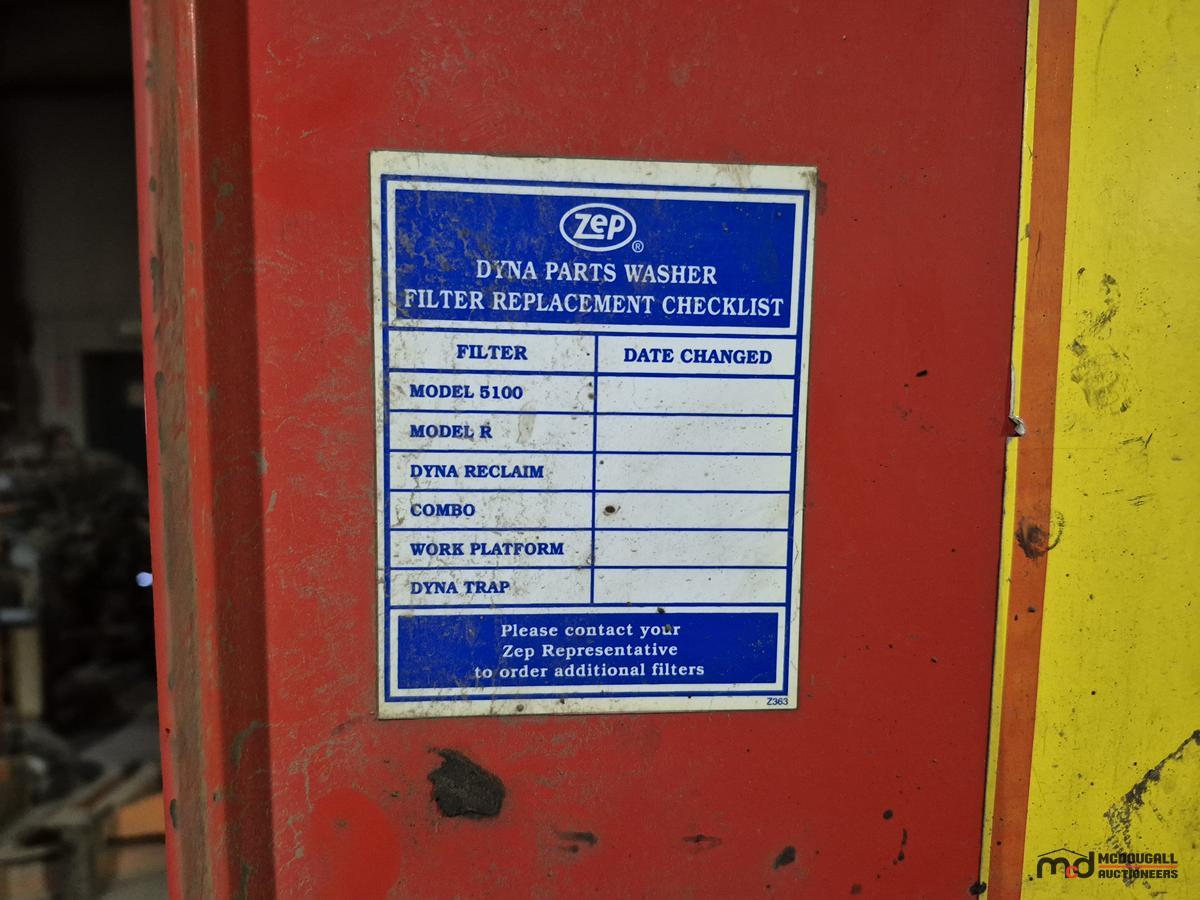 Zep ®
DYNA PARTS WASHER
FILTER REPLACEMENT CHECKLIST
FILTER DATE CHANGED
MODEL 5100
MODEL R
DYNA RECLAIM
COMBO
WORK PLATFORM
DYNA TRAP
Please contact your
Zep Representative
to order additional filters
Z363
mcd MCDOUGALL
AUCTIONEERS